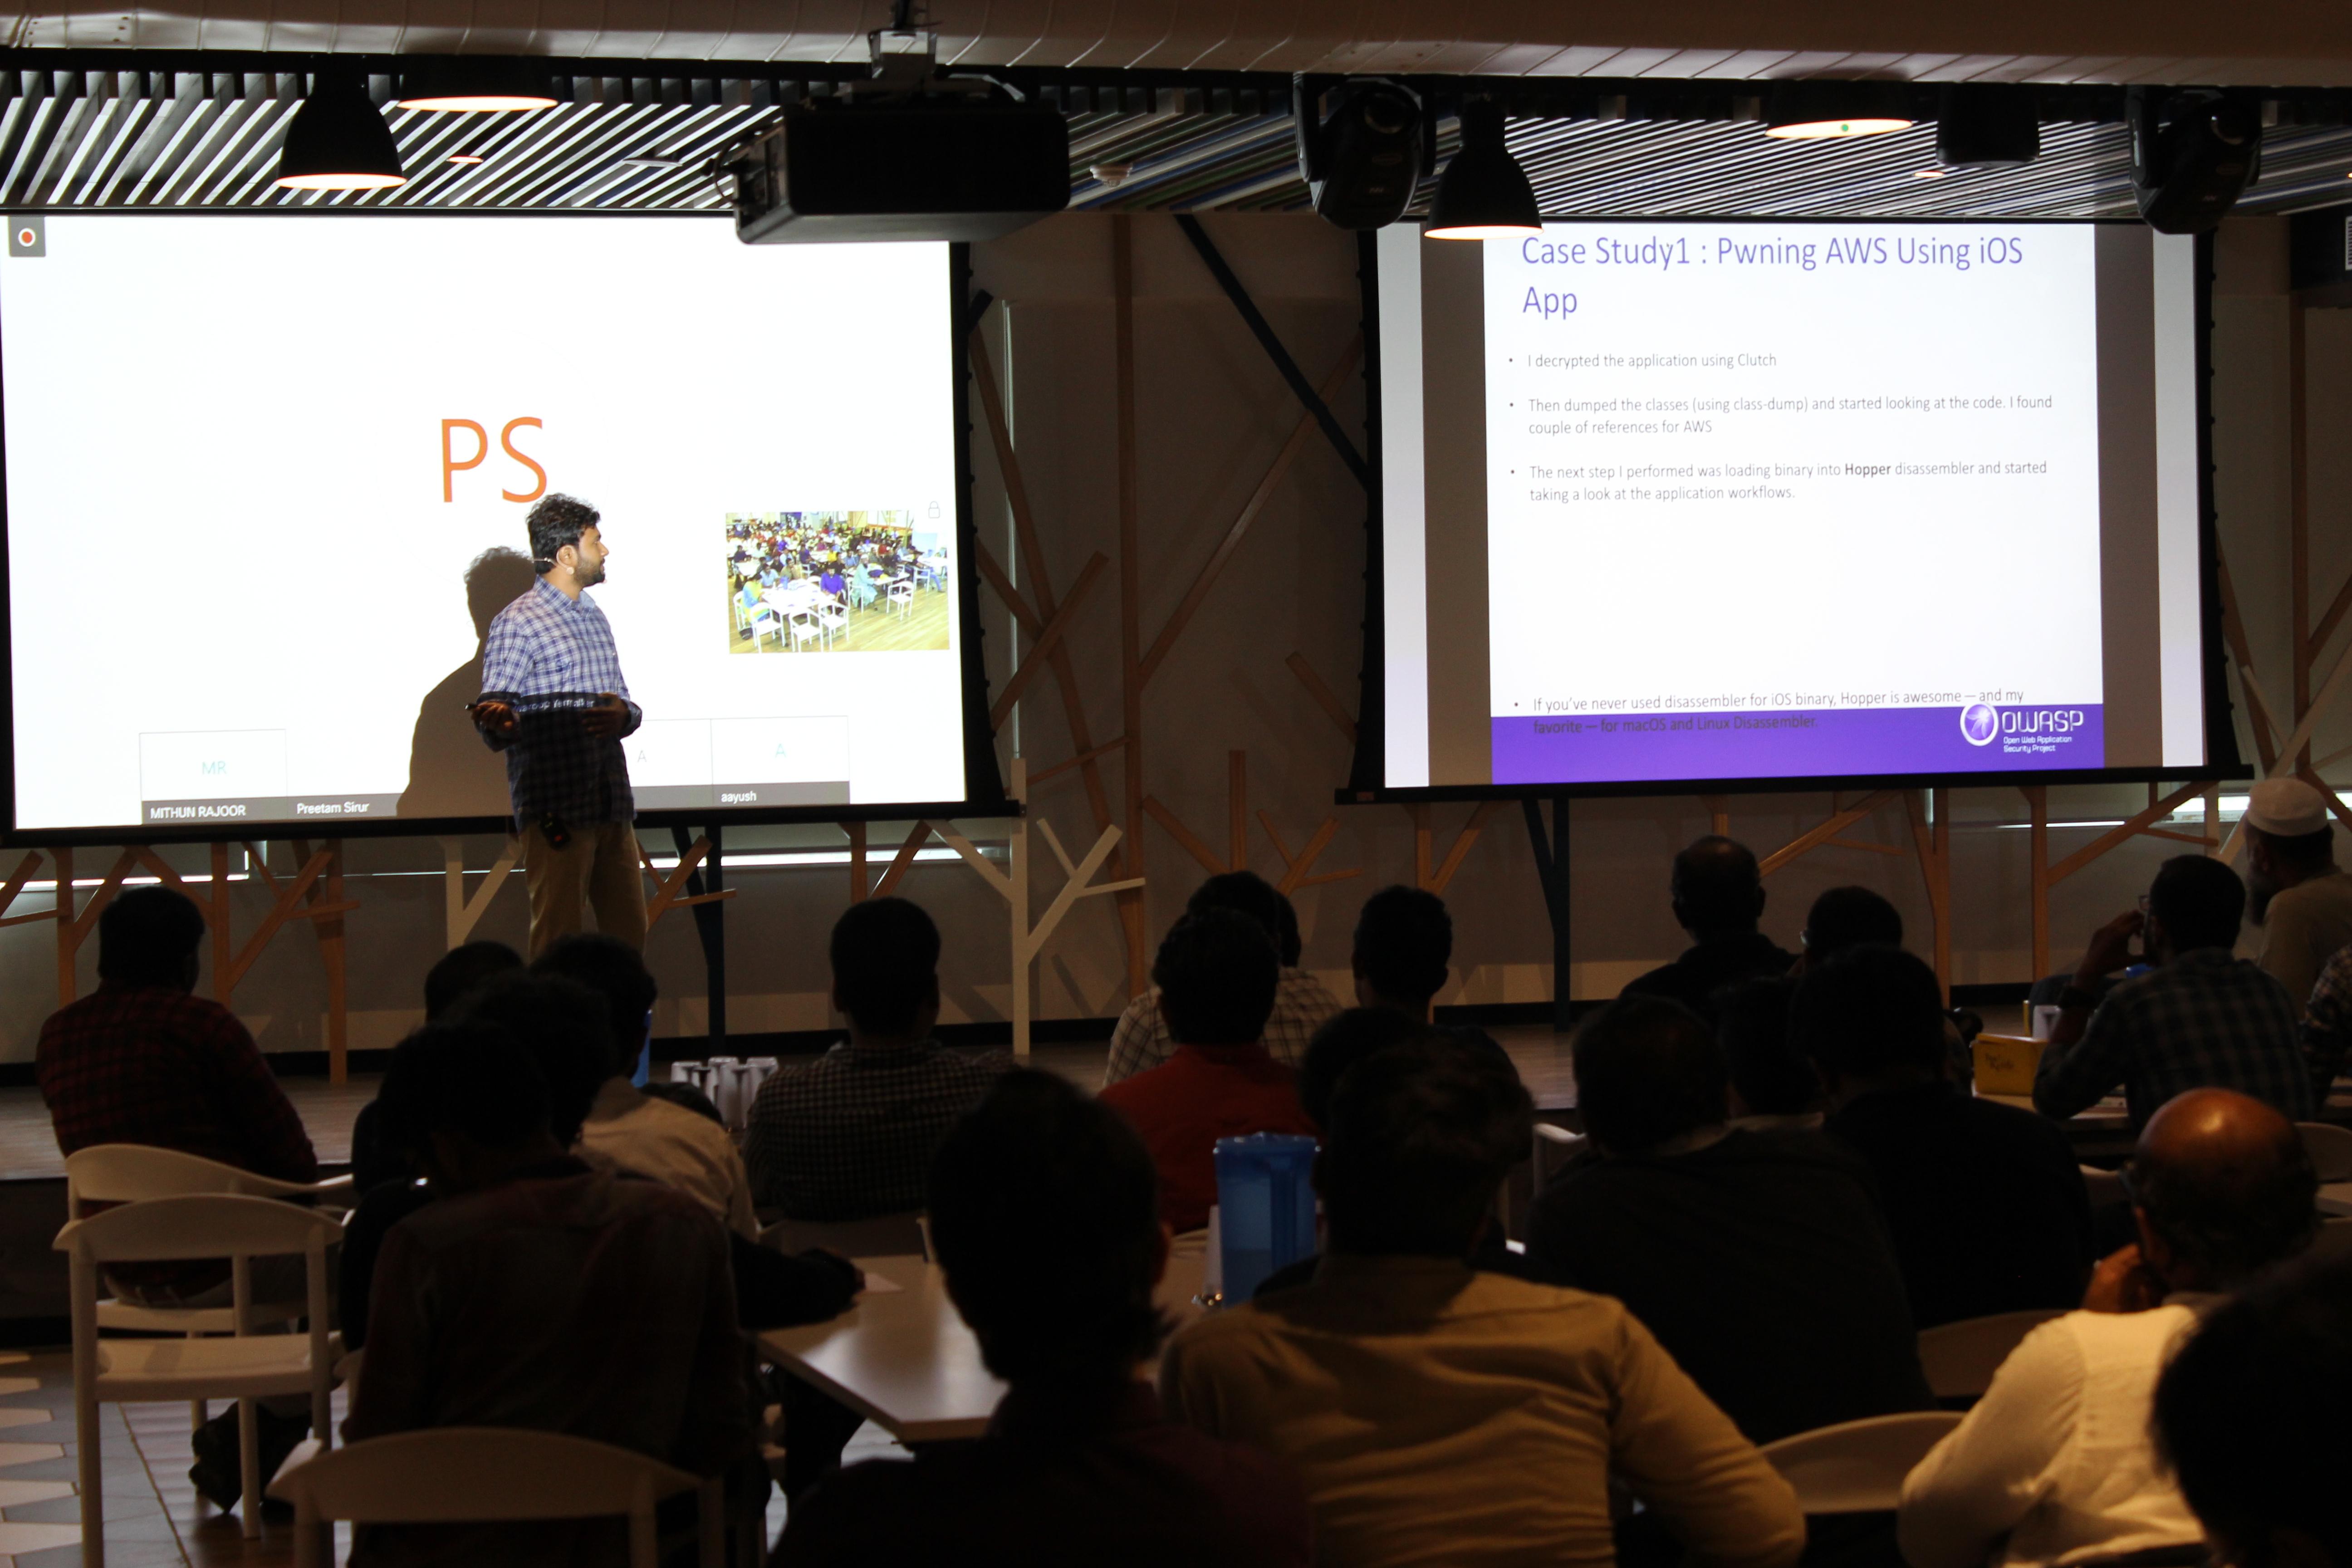 PS
MR
A
A
MITHUN RAJOOR
Preetam Sirur
aayush
Case Study1 : Pwning AWS Using iOS
App
• I decrypted the application using Clutch
• Then dumped the classes (using class-dump) and started looking at the code. I found
couple of references for AWS
• The next step I performed was loading binary into Hopper disassembler and started
taking a look at the application workflows.
• If you've never used disassembler for iOS binary, Hopper is awesome — and my
favorite — for macOS and Linux Disassembler.
OWASP
Open Web Application
Security Project